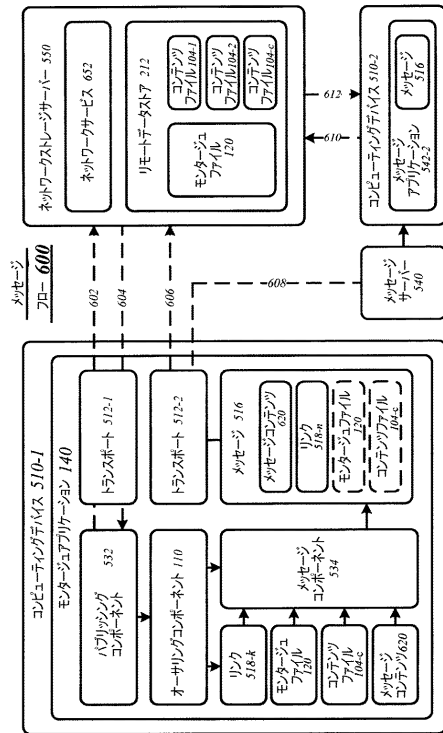 メッセージ
フロー 600
コンピューティングデバイス 510-1
モンタージュアプリケーション 140
パブリッシング
コンポーネント
532
オーサリングコンポーネント 110
リンク
518-k
モンタージュ
ファイル
120
コンテンツ
ファイル
104-c
メッセージ
コンテンツ620
メッセージ
コンポーネント
534
トランスポート 512-1
トランスポート 512-2
メッセージ 516
メッセージコンテンツ
620
リンク
518-n
モンタージュファイル
120
コンテンツファイル
104-c
602
604
606
608
ネットワークストレージサーバー 550
ネットワークサービス 652
リモートデータストア 212
モンタージュ
ファイル
120
コンテンツ
ファイル104-1
コンテンツ
ファイル104-2
コンテンツ
ファイル104-c
610
612
メッセージ
サーバー
540
コンピューティングデバイス 510-2
メッセージ
アプリケーション
542-2
メッセージ
516